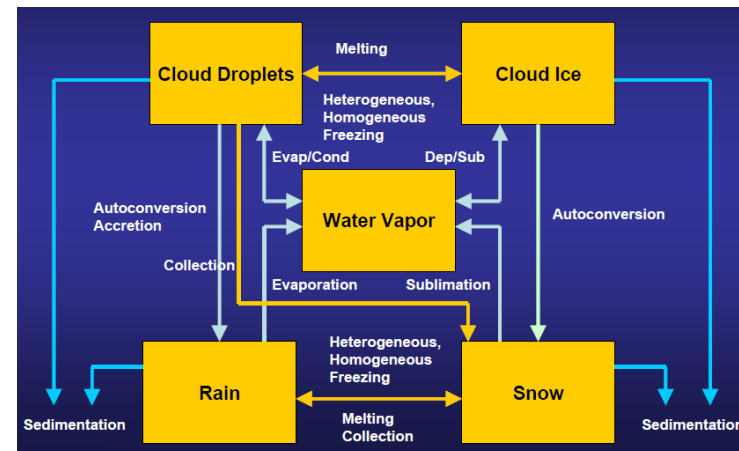 Melting
Cloud Droplets
Cloud Ice
Heterogeneous,
Homogeneous
Freezing
Evap/Cond
Dep/Sub
Water Vapor
Autoconversion
Accretion
Autoconversion
Collection
Evaporation
Sublimation
Heterogeneous,
Homogeneous
Freezing
Rain
Snow
Melting
Collection
Sedimentation
Sedimentation